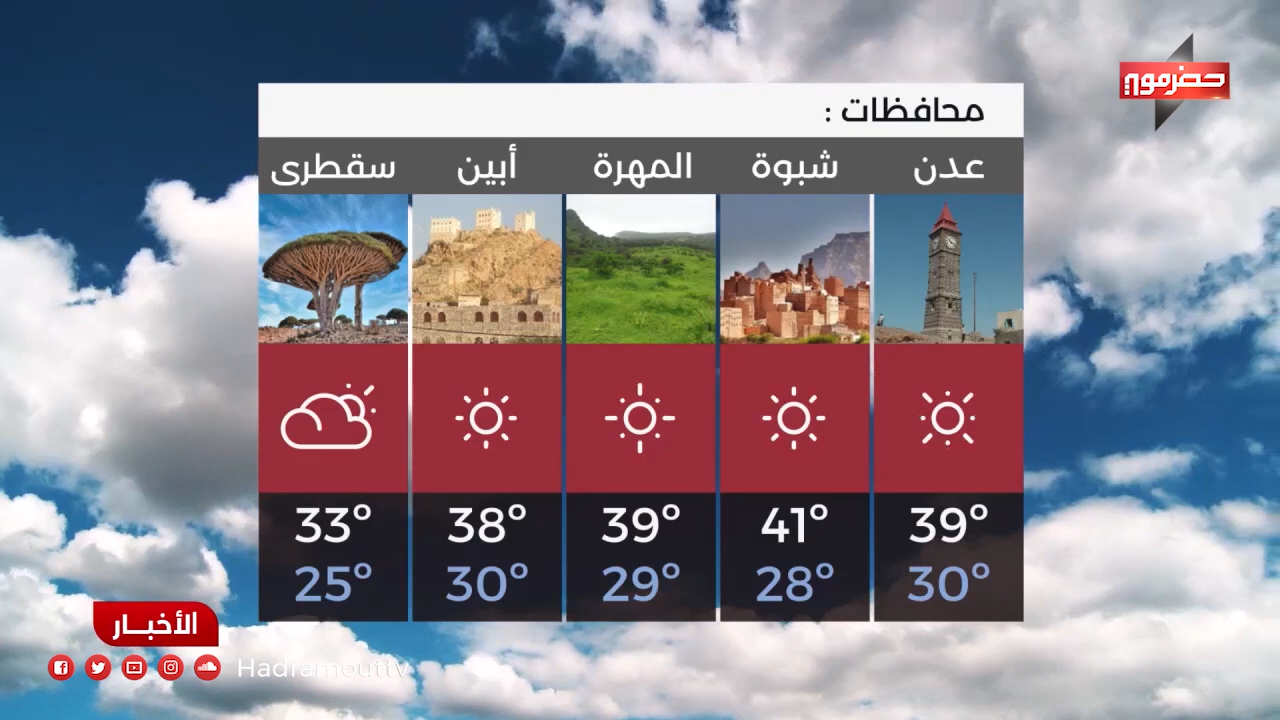 حضرموت
محافظات :
عدن شبوة المهرة أبين سقطرى
39° 41° 39° 38° 33°
30° 28° 29° 30° 25°
الأخبار
Hadramouttv